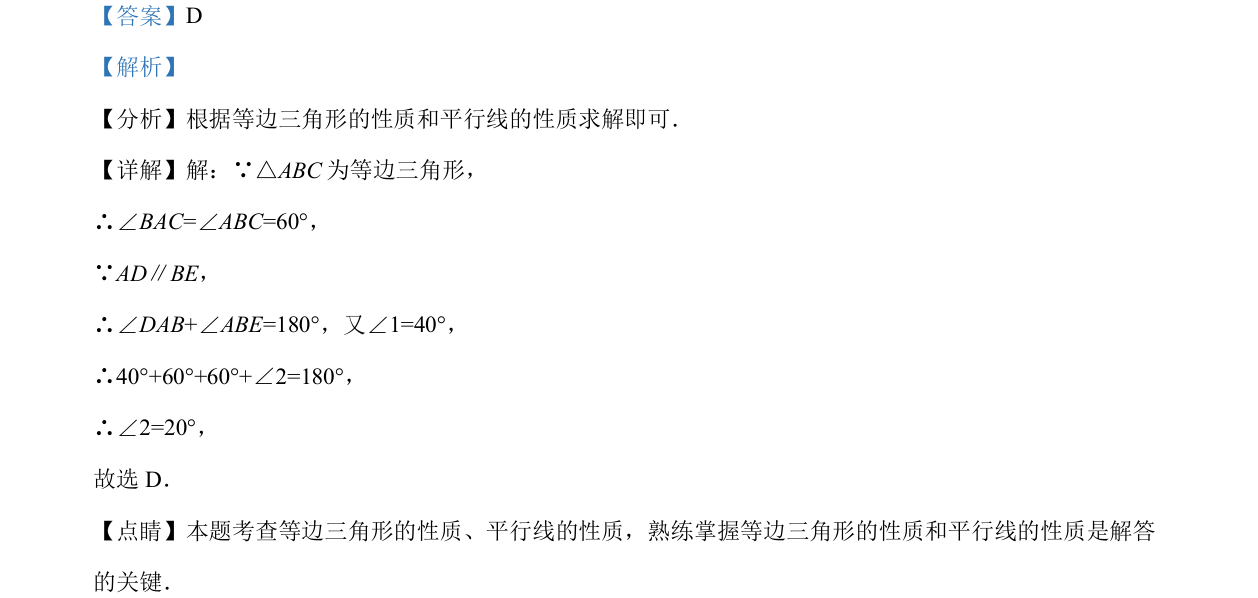 【答案】D
【解析】
【分析】根据等边三角形的性质和平行线的性质求解即可．
【详解】解：∵△ABC 为等边三角形，
∴∠BAC=∠ABC=60°，
∵AD∥BE，
∴∠DAB+∠ABE=180°，又∠1=40°，
∴40°+60°+60°+∠2=180°，
∴∠2=20°，
故选 D．
【点睛】本题考查等边三角形的性质、平行线的性质，熟练掌握等边三角形的性质和平行线的性质是解答
的关键．